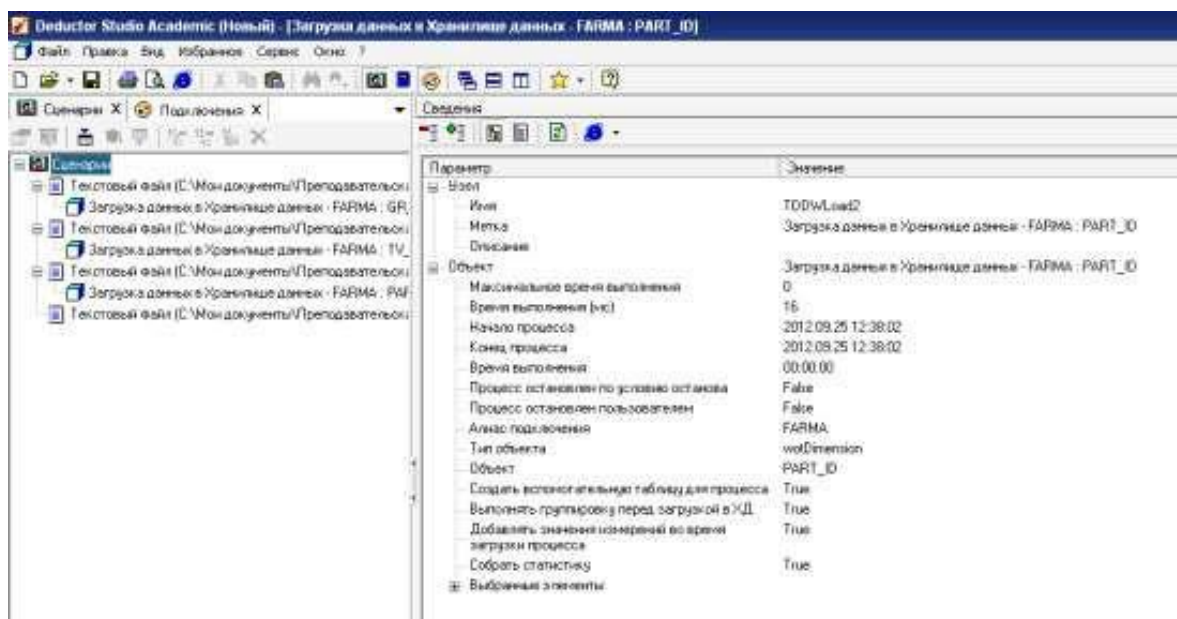 Deductor Studio Academic (Новый) - [Загрузка данных в Хранилище данных - FARMA : PART_ID]
Файл Правка Вид Избранное Сервис Окно ?
Сценарии X Подключения X
Сведения
Сценарии
Текстовый файл (C:\Мои документы\Преподавательск
Загрузка данных в Хранилище данных - FARMA : GR_
Текстовый файл (C:\Мои документы\Преподавательск
Загрузка данных в Хранилище данных - FARMA : TV_
Текстовый файл (C:\Мои документы\Преподавательск
Загрузка данных в Хранилище данных - FARMA : PAR
Текстовый файл (C:\Мои документы\Преподавательск
Параметр Значение
Узел
Имя TDDWLoad2
Метка Загрузка данных в Хранилище данных - FARMA : PART_ID
Описание
Объект Загрузка данных в Хранилище данных - FARMA : PART_ID
Максимальное время выполнения 0
Время выполнения (мс) 16
Начало процесса 2012.09.25 12:38:02
Конец процесса 2012.09.25 12:38:02
Время выполнения 00:00:00
Процесс остановлен по условию останова False
Процесс остановлен пользователем False
Алиас подключения FARMA
Тип объекта wotDimension
Объект PART_ID
Создать вспомогательную таблицу для процесса True
Выполнять группировку перед загрузкой в ХД True
Добавлять значения измерений во время загрузки процесса True
Собрать статистику True
Выбранные элементы